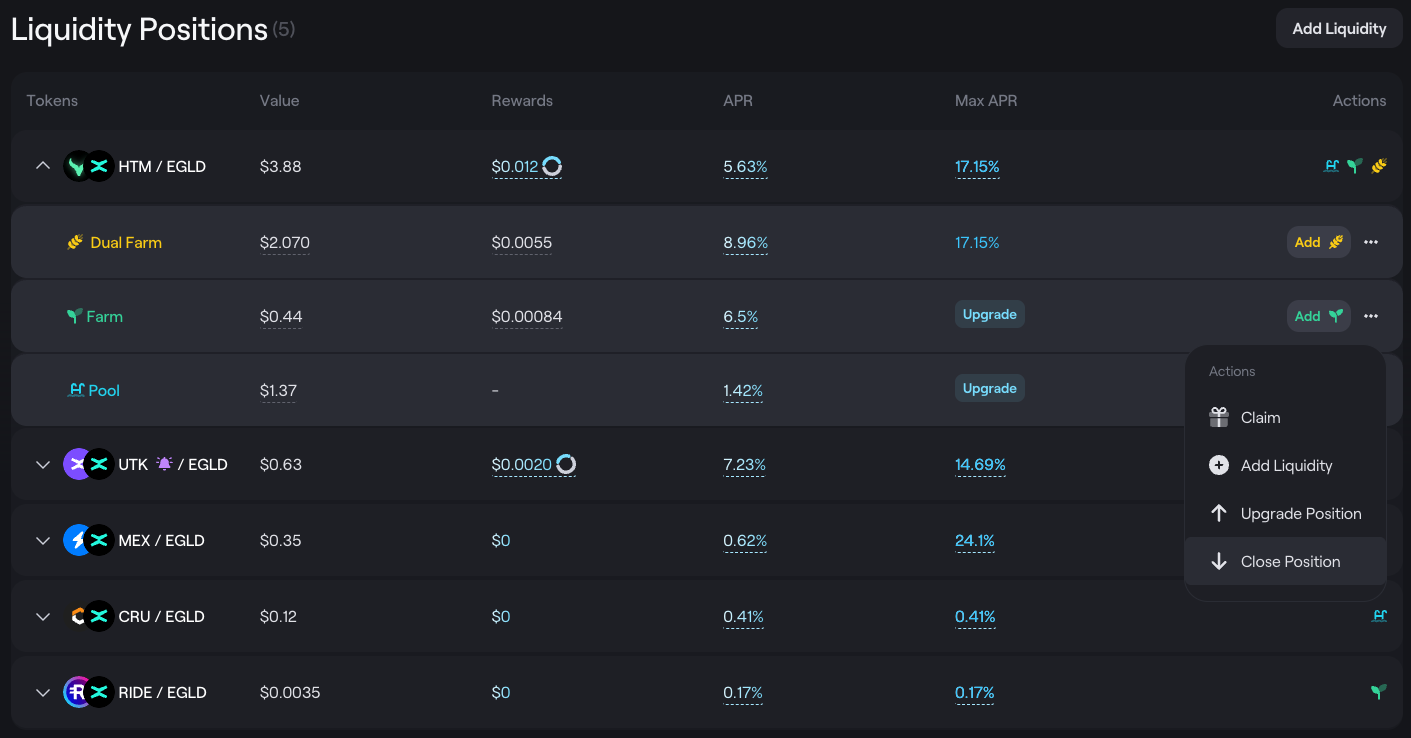 Liquidity Positions (5)
Add Liquidity
Tokens Value Rewards APR Max APR Actions
HTM / EGLD $3.88 $0.012 5.63% 17.15%
Dual Farm $2.070 $0.0055 8.96% 17.15% Add
Farm $0.44 $0.00084 6.5% Upgrade Add
Pool $1.37 - 1.42% Upgrade
Actions
Claim
Add Liquidity
Upgrade Position
Close Position
UTK / EGLD $0.63 $0.0020 7.23% 14.69%
MEX / EGLD $0.35 $0 0.62% 24.1%
CRU / EGLD $0.12 $0 0.41% 0.41%
RIDE / EGLD $0.0035 $0 0.17% 0.17%